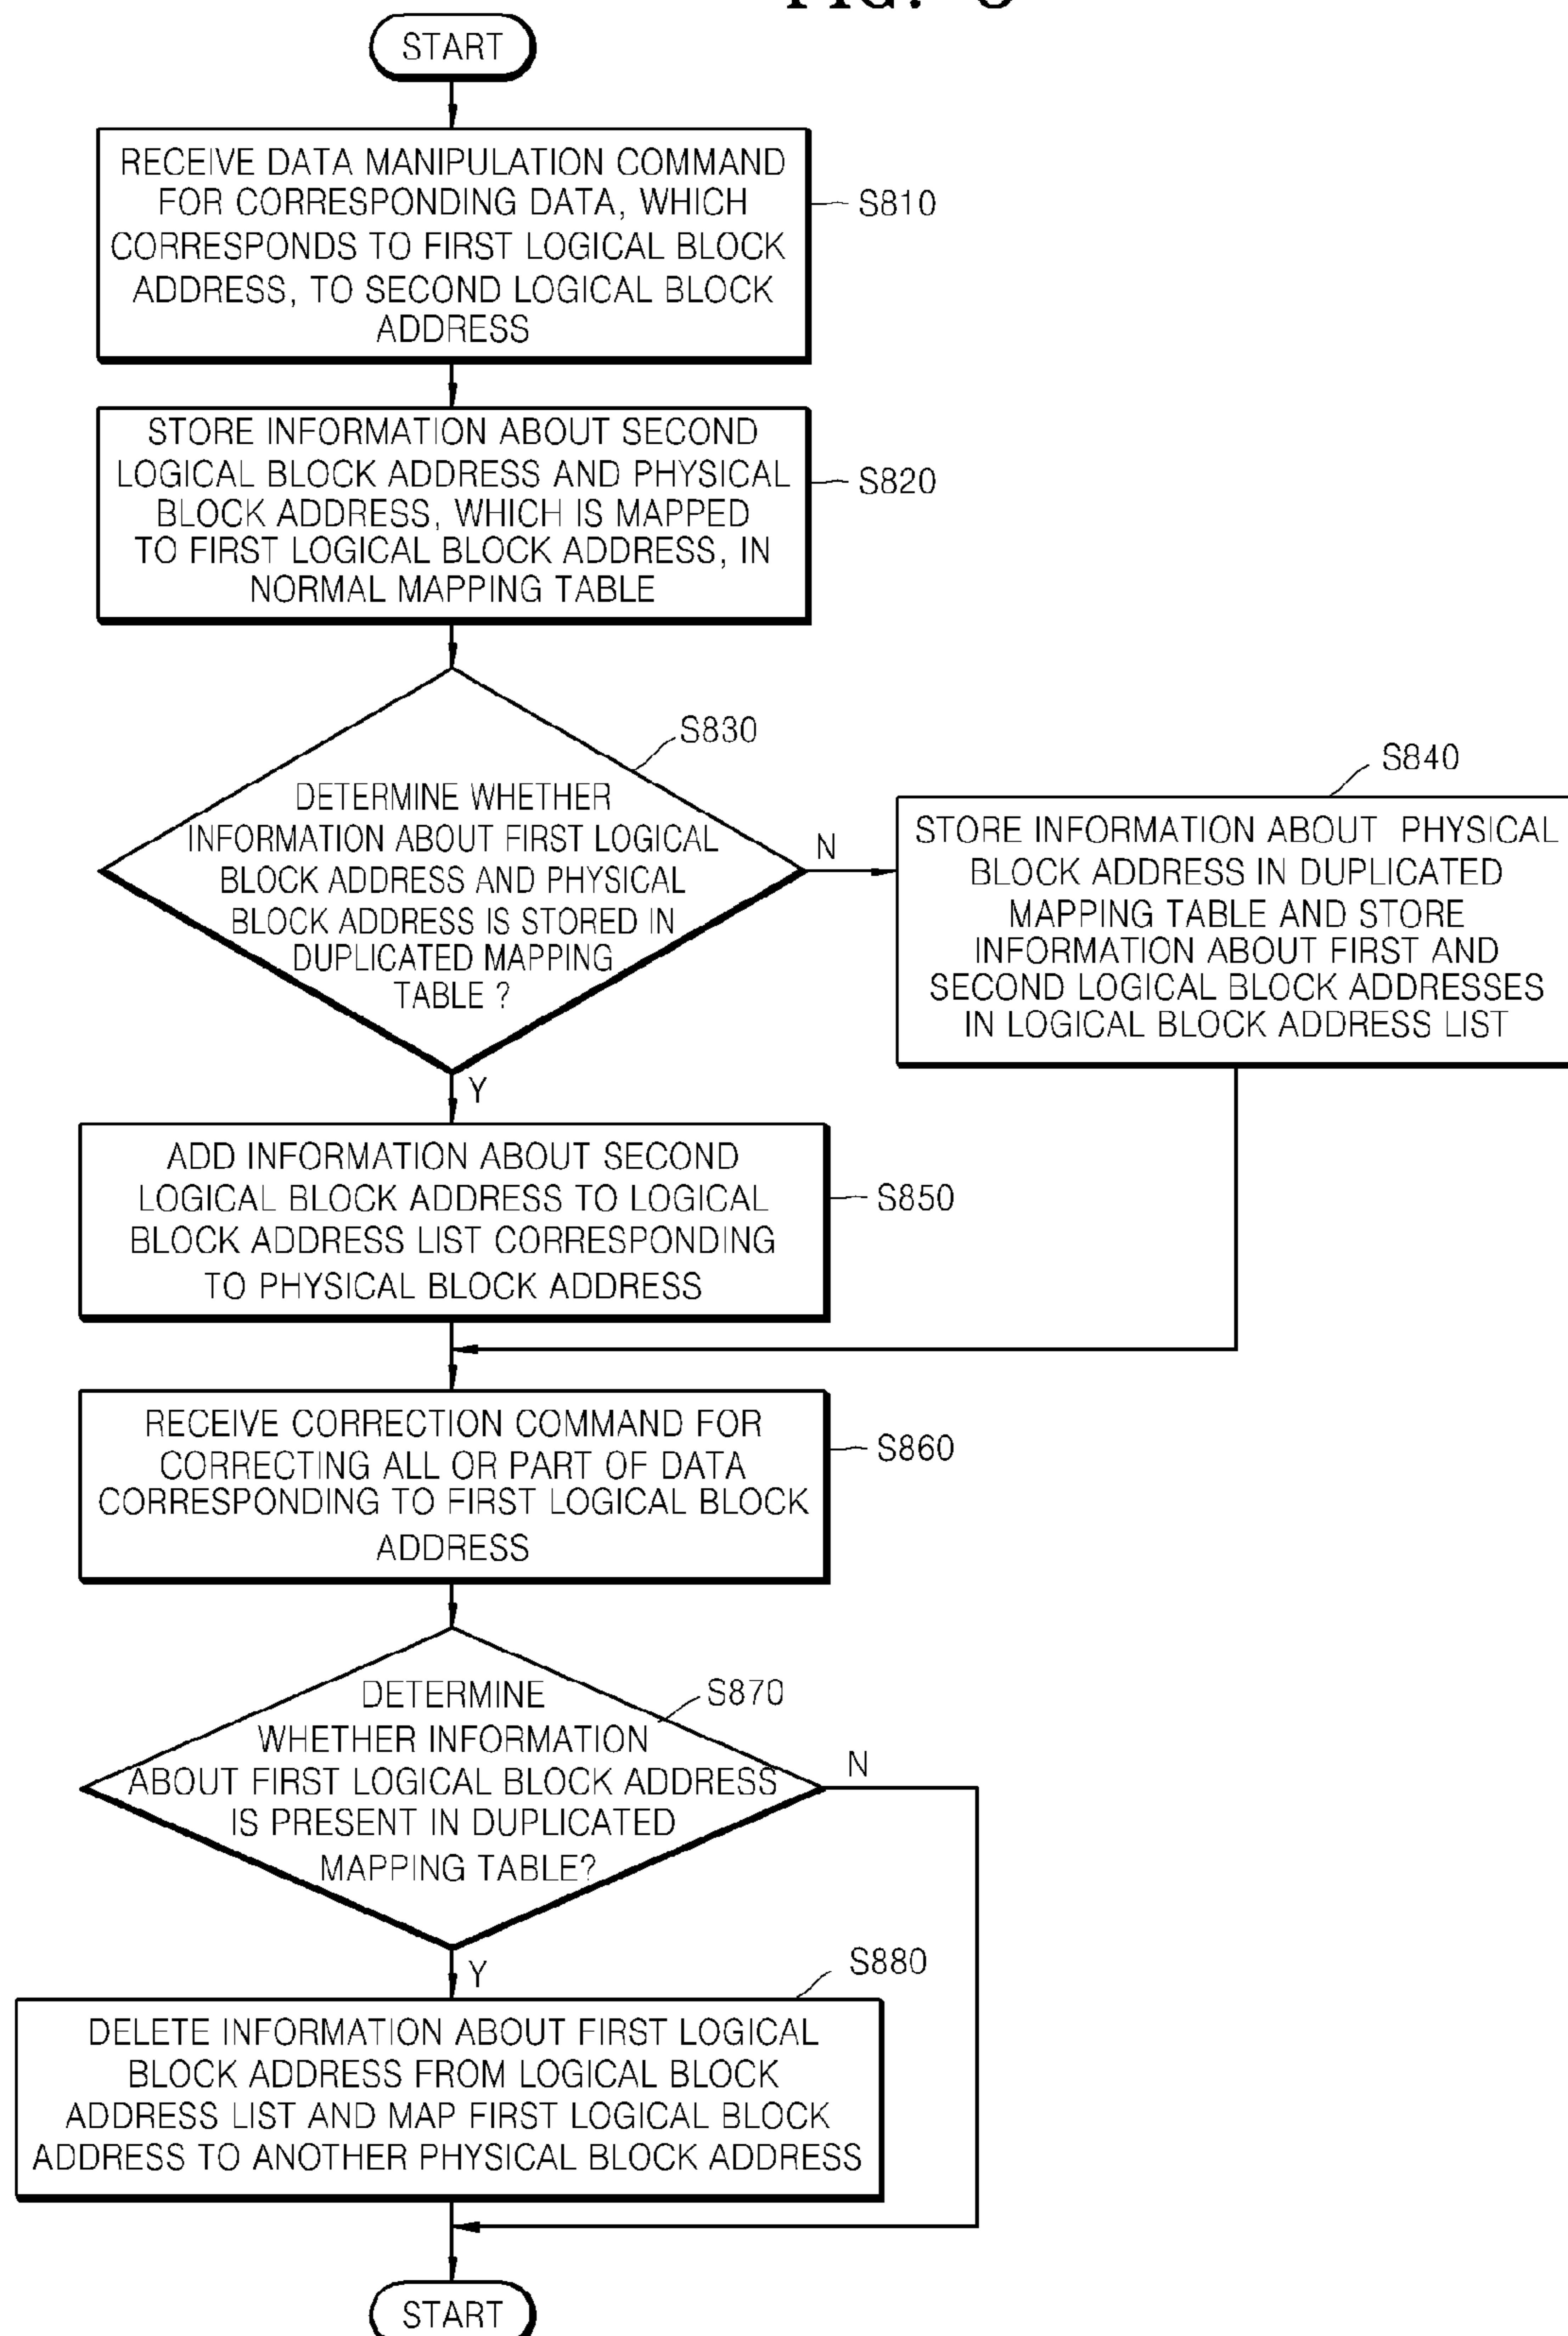 START
RECEIVE DATA MANIPULATION COMMAND
FOR CORRESPONDING DATA, WHICH
CORRESPONDS TO FIRST LOGICAL BLOCK
ADDRESS, TO SECOND LOGICAL BLOCK
ADDRESS
S810
STORE INFORMATION ABOUT SECOND
LOGICAL BLOCK ADDRESS AND PHYSICAL
BLOCK ADDRESS, WHICH IS MAPPED
TO FIRST LOGICAL BLOCK ADDRESS, IN
NORMAL MAPPING TABLE
S820
S830
DETERMINE WHETHER
INFORMATION ABOUT FIRST LOGICAL
BLOCK ADDRESS AND PHYSICAL
BLOCK ADDRESS IS STORED IN
DUPLICATED MAPPING
TABLE ?
N
S840
STORE INFORMATION ABOUT PHYSICAL
BLOCK ADDRESS IN DUPLICATED
MAPPING TABLE AND STORE
INFORMATION ABOUT FIRST AND
SECOND LOGICAL BLOCK ADDRESSES
IN LOGICAL BLOCK ADDRESS LIST
Y
ADD INFORMATION ABOUT SECOND
LOGICAL BLOCK ADDRESS TO LOGICAL
BLOCK ADDRESS LIST CORRESPONDING
TO PHYSICAL BLOCK ADDRESS
S850
RECEIVE CORRECTION COMMAND FOR
CORRECTING ALL OR PART OF DATA
CORRESPONDING TO FIRST LOGICAL BLOCK
ADDRESS
S860
DETERMINE
WHETHER INFORMATION
ABOUT FIRST LOGICAL BLOCK ADDRESS
IS PRESENT IN DUPLICATED
MAPPING TABLE?
S870
N
Y
S880
DELETE INFORMATION ABOUT FIRST LOGICAL
BLOCK ADDRESS FROM LOGICAL BLOCK
ADDRESS LIST AND MAP FIRST LOGICAL BLOCK
ADDRESS TO ANOTHER PHYSICAL BLOCK ADDRESS
START